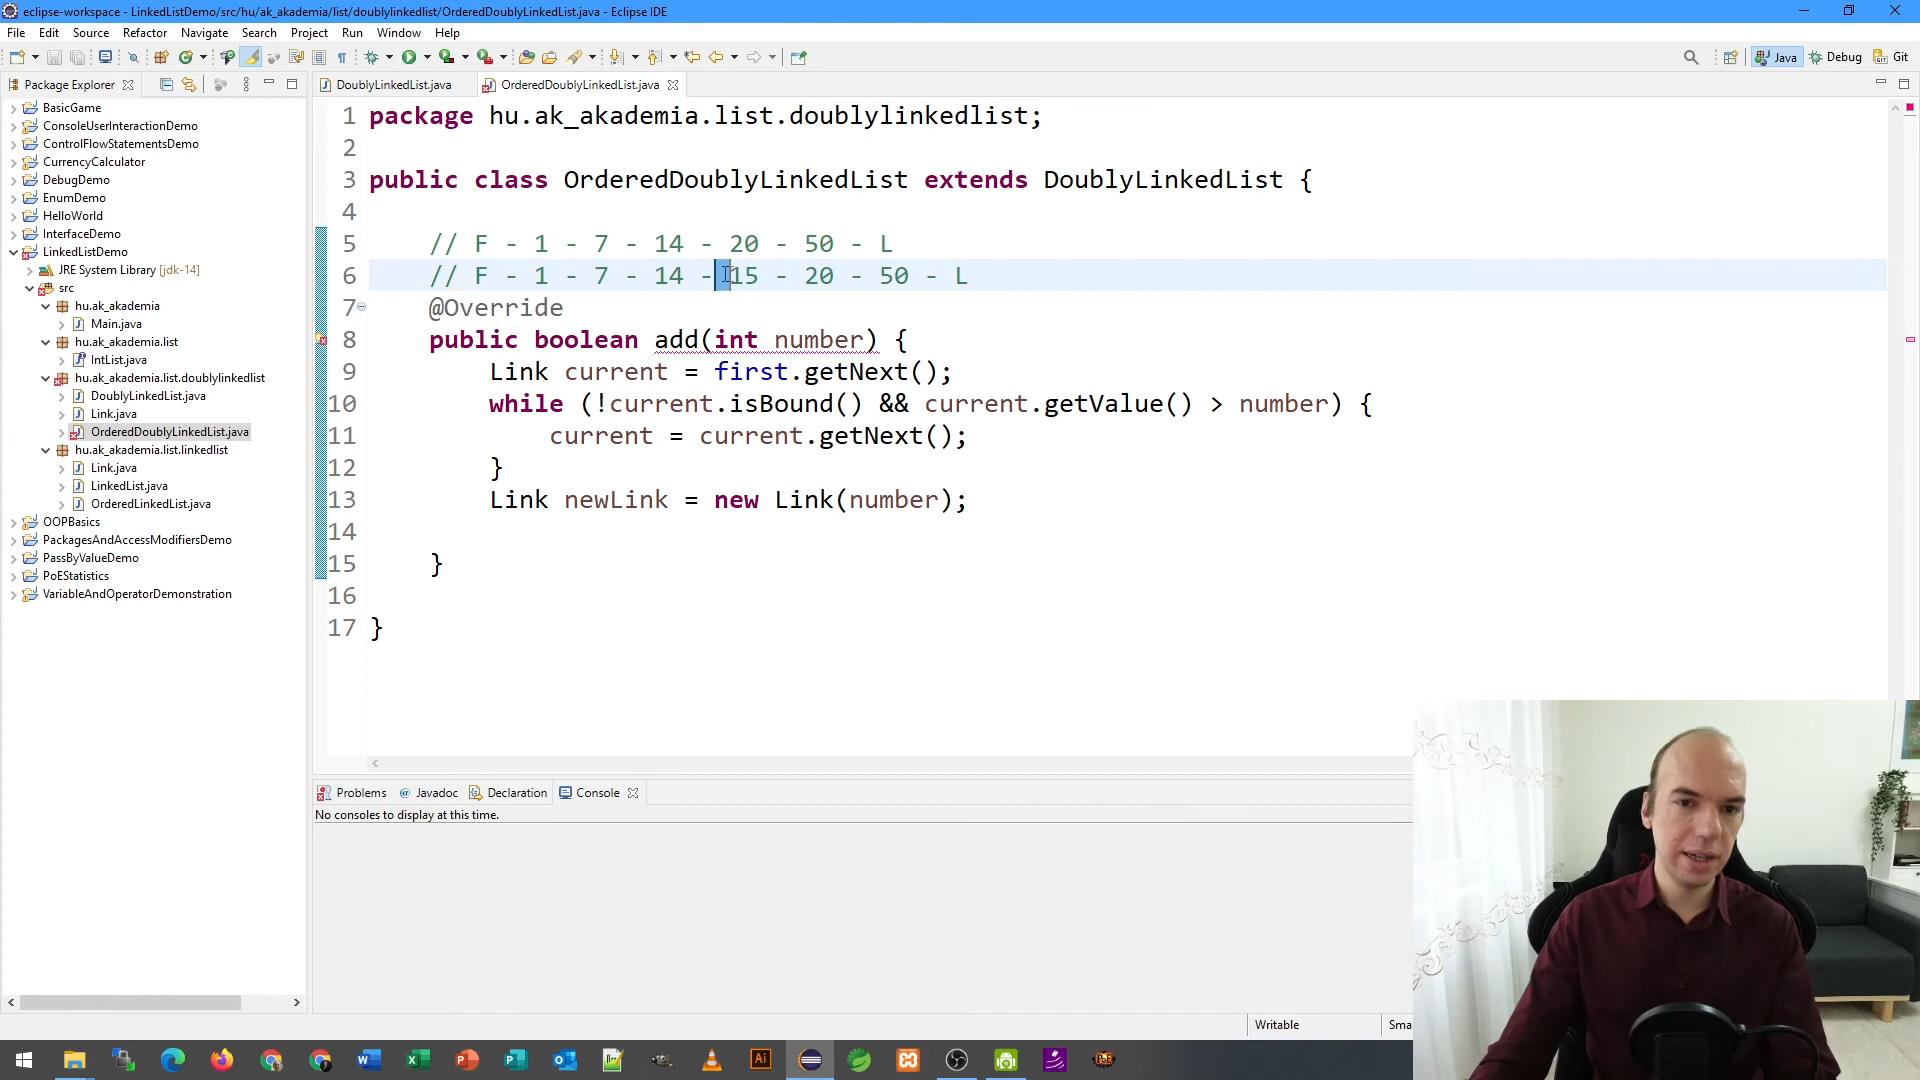 eclipse-workspace - LinkedListDemo/src/hu/ak_akademia/list/doublylinkedlist/OrderedDoublyLinkedList.java - Eclipse IDE
File Edit Source Refactor Navigate Search Project Run Window Help
Java Debug Git
Package Explorer
DoublyLinkedList.java
OrderedDoublyLinkedList.java
BasicGame
ConsoleUserInteractionDemo
ControlFlowStatementsDemo
CurrencyCalculator
DebugDemo
EnumDemo
HelloWorld
InterfaceDemo
LinkedListDemo
JRE System Library [jdk-14]
src
hu.ak_akademia
Main.java
hu.ak_akademia.list
IntList.java
hu.ak_akademia.list.doublylinkedlist
DoublyLinkedList.java
Link.java
OrderedDoublyLinkedList.java
hu.ak_akademia.list.linkedlist
Link.java
LinkedList.java
OrderedLinkedList.java
OOPBasics
PackagesAndAccessModifiersDemo
PassByValueDemo
PoEStatistics
VariableAndOperatorDemonstration
1 package hu.ak_akademia.list.doublylinkedlist;
2
3 public class OrderedDoublyLinkedList extends DoublyLinkedList {
4
5 // F - 1 - 7 - 14 - 20 - 50 - L
6 // F - 1 - 7 - 14 - 15 - 20 - 50 - L
7 @Override
8 public boolean add(int number) {
9 Link current = first.getNext();
10 while (!current.isBound() && current.getValue() > number) {
11 current = current.getNext();
12 }
13 Link newLink = new Link(number);
14
15 }
16
17 }
Problems Javadoc Declaration Console
No consoles to display at this time.
Writable Sma